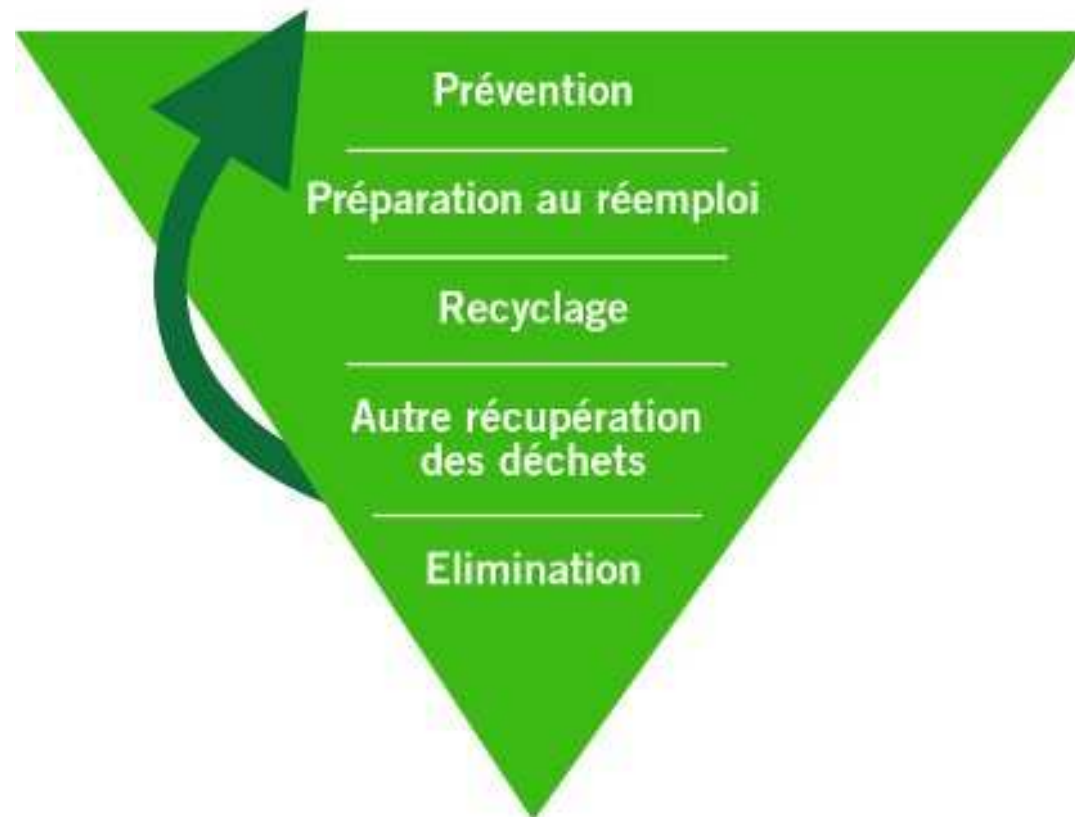 Prévention
Préparation au réemploi
Recyclage
Autre récupération
des déchets
Elimination